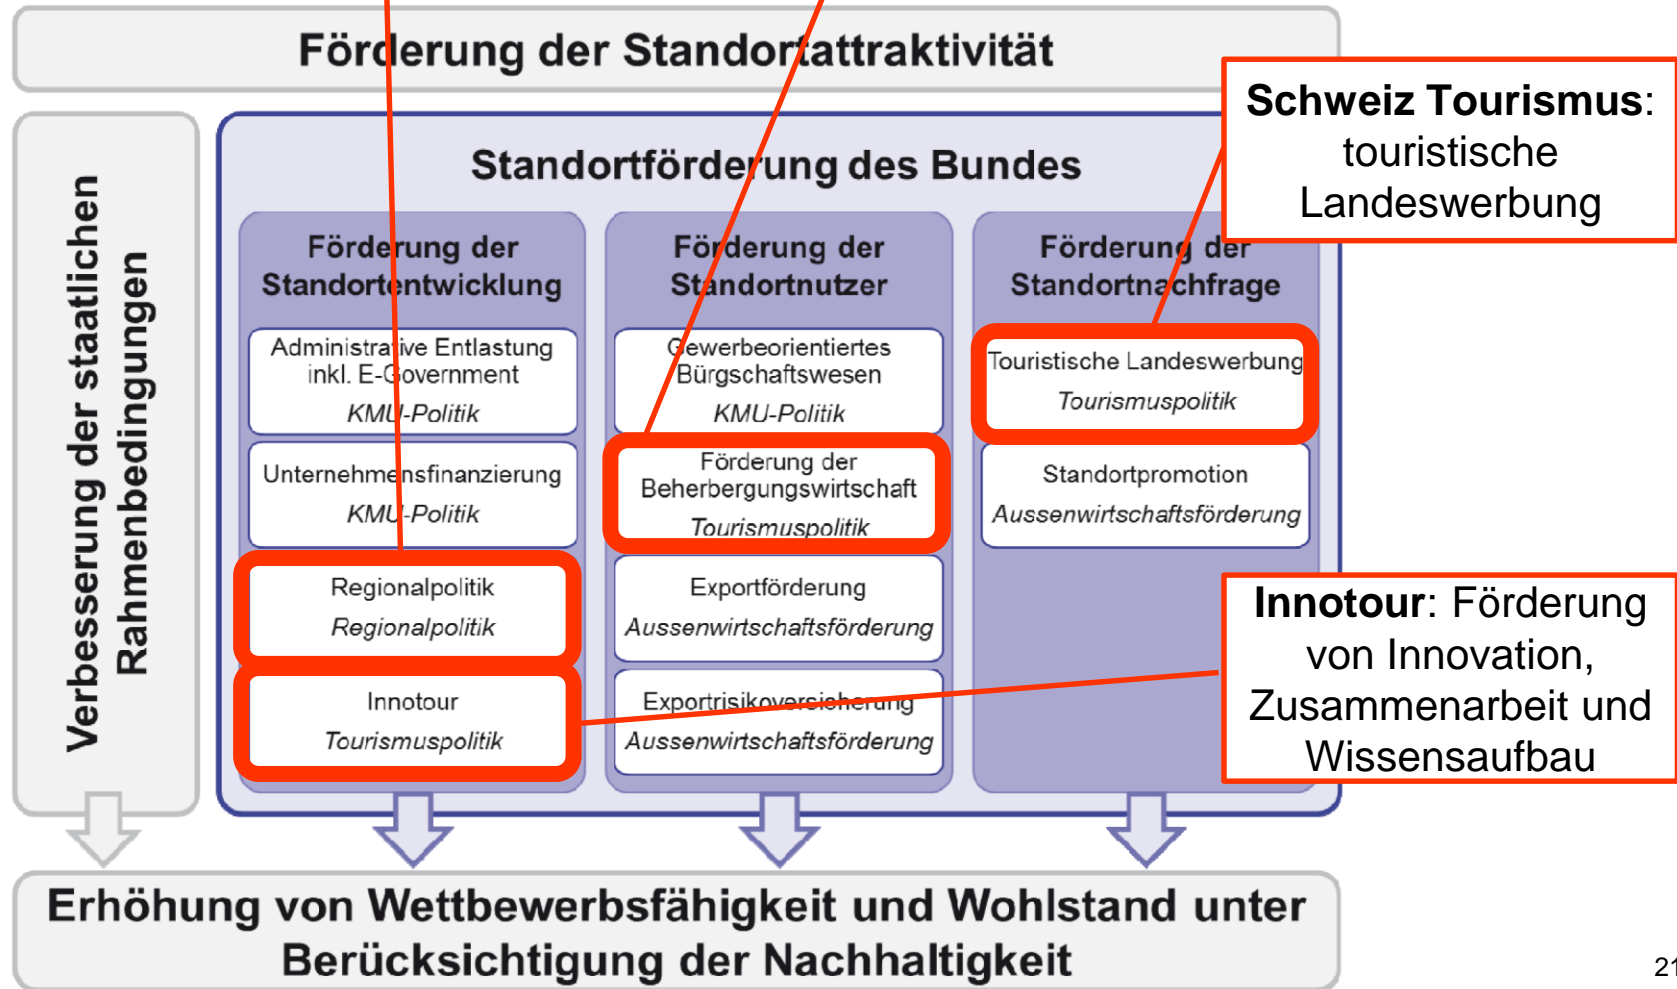 Förderung der Standortattraktivität
Schweiz Tourismus:
touristische
Landeswerbung
Verbesserung der staatlichen
Rahmenbedingungen
Standortförderung des Bundes
Förderung der
Standortentwicklung
Administrative Entlastung
inkl. E-Government
KMU-Politik
Unternehmensfinanzierung
KMU-Politik
Regionalpolitik
Regionalpolitik
Innotour
Tourismuspolitik
Förderung der
Standortnutzer
Gewerbeorientiertes
Bürgschaftswesen
KMU-Politik
Förderung der
Beherbergungswirtschaft
Tourismuspolitik
Exportförderung
Aussenwirtschaftsförderung
Exportrisikoversicherung
Aussenwirtschaftsförderung
Förderung der
Standortnachfrage
Touristische Landeswerbung
Tourismuspolitik
Standortpromotion
Aussenwirtschaftsförderung
Innotour: Förderung
von Innovation,
Zusammenarbeit und
Wissensaufbau
Erhöhung von Wettbewerbsfähigkeit und Wohlstand unter
Berücksichtigung der Nachhaltigkeit
21